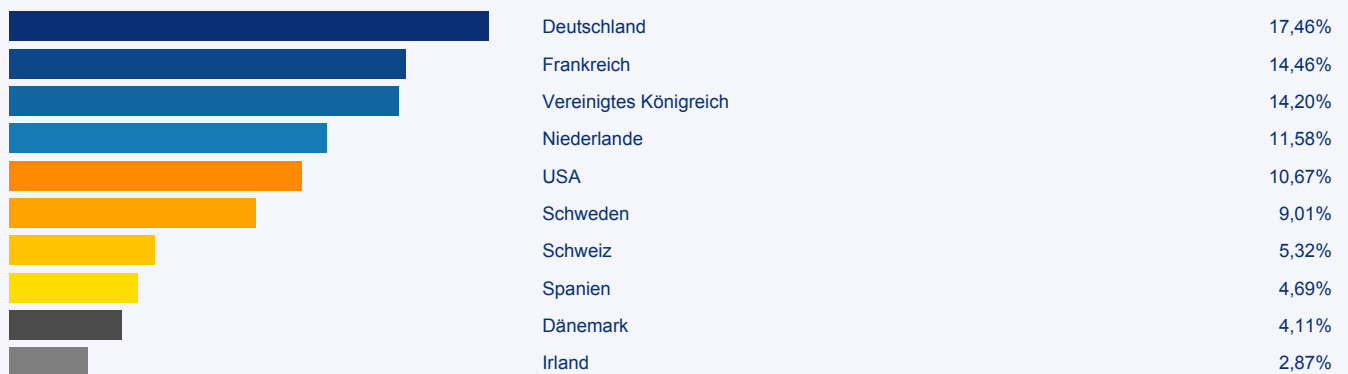 Deutschland 17,46%
Frankreich 14,46%
Vereinigtes Königreich 14,20%
Niederlande 11,58%
USA 10,67%
Schweden 9,01%
Schweiz 5,32%
Spanien 4,69%
Dänemark 4,11%
Irland 2,87%